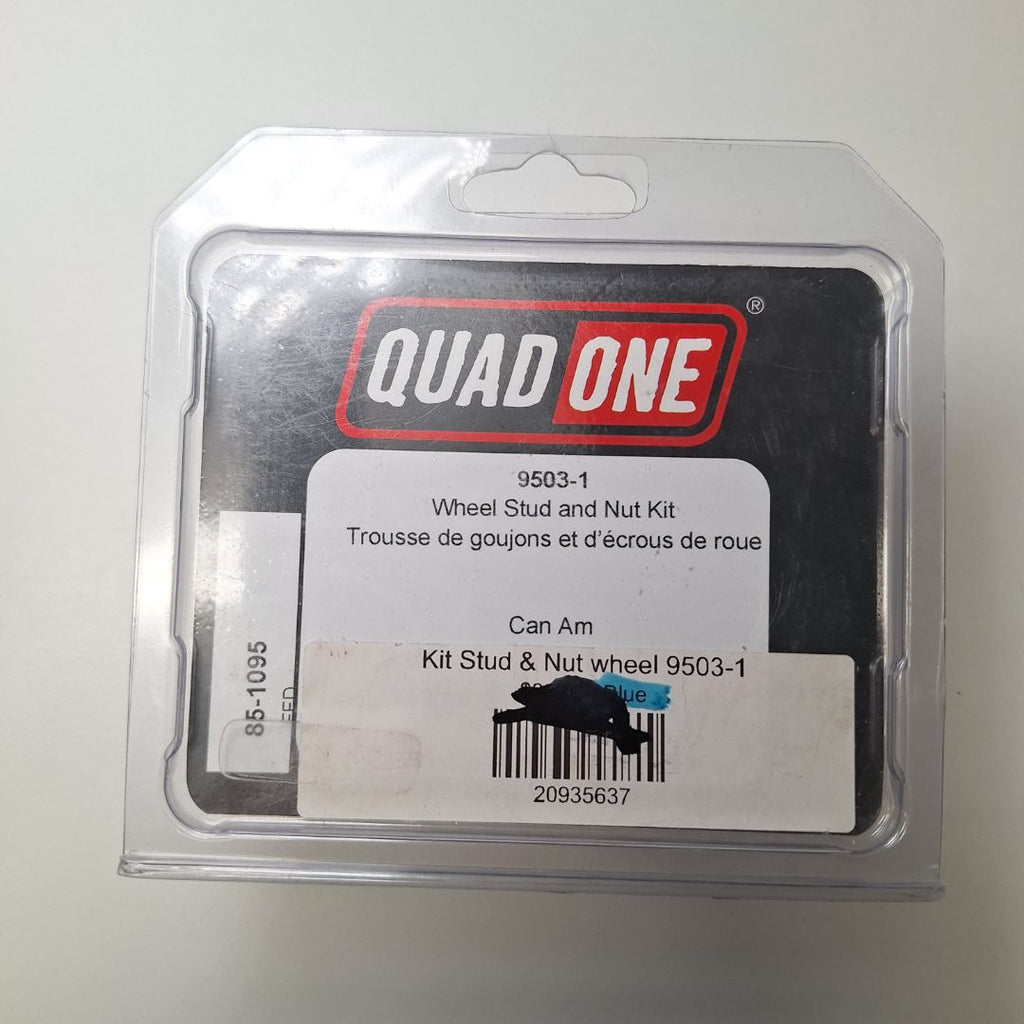 QUAD ONE ®
9503-1
Wheel Stud and Nut Kit
Trousse de goujons et d'écrous de roue
Can Am
85-1095
Kit Stud & Nut wheel 9503-1
Blue
20935637